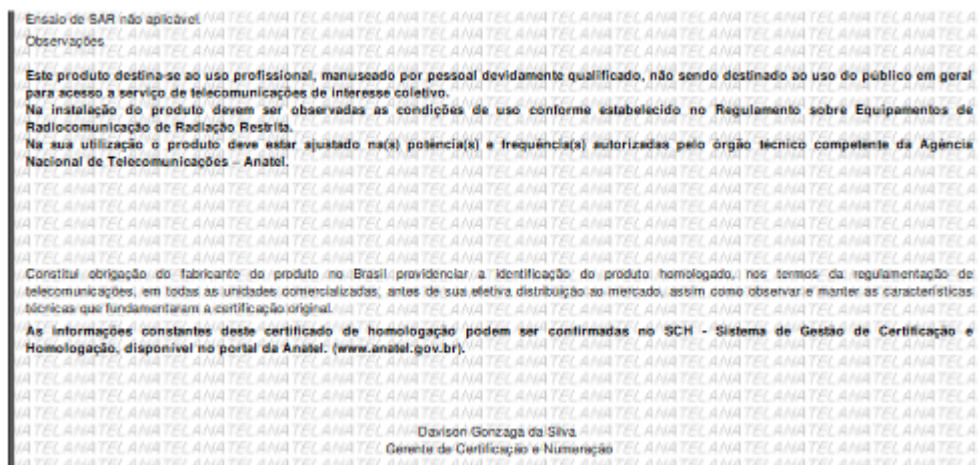 Ensaio de SAR não aplicável.
Observações
Este produto destina-se ao uso profissional, manuseado por pessoal devidamente qualificado, não sendo destinado ao uso do público em geral
para acesso a serviço de telecomunicações de interesse coletivo.
Na instalação do produto devem ser observadas as condições de uso conforme estabelecido no Regulamento sobre Equipamentos de
Radiocomunicação de Radiação Restrita.
Na sua utilização o produto deve estar ajustado na(s) potência(s) e frequência(s) autorizadas pelo órgão técnico competente da Agência
Nacional de Telecomunicações – Anatel.
Constitui obrigação do fabricante do produto no Brasil providenciar a identificação do produto homologado, nos termos da regulamentação de
telecomunicações, em todas as unidades comercializadas, antes de sua efetiva distribuição ao mercado, assim como observar e manter as características
técnicas que fundamentaram a certificação original.
As informações constantes deste certificado de homologação podem ser confirmadas no SCH - Sistema de Gestão de Certificação e
Homologação, disponível no portal da Anatel. (www.anatel.gov.br).
Davison Gonzaga da Silva
Gerente de Certificação e Numeração